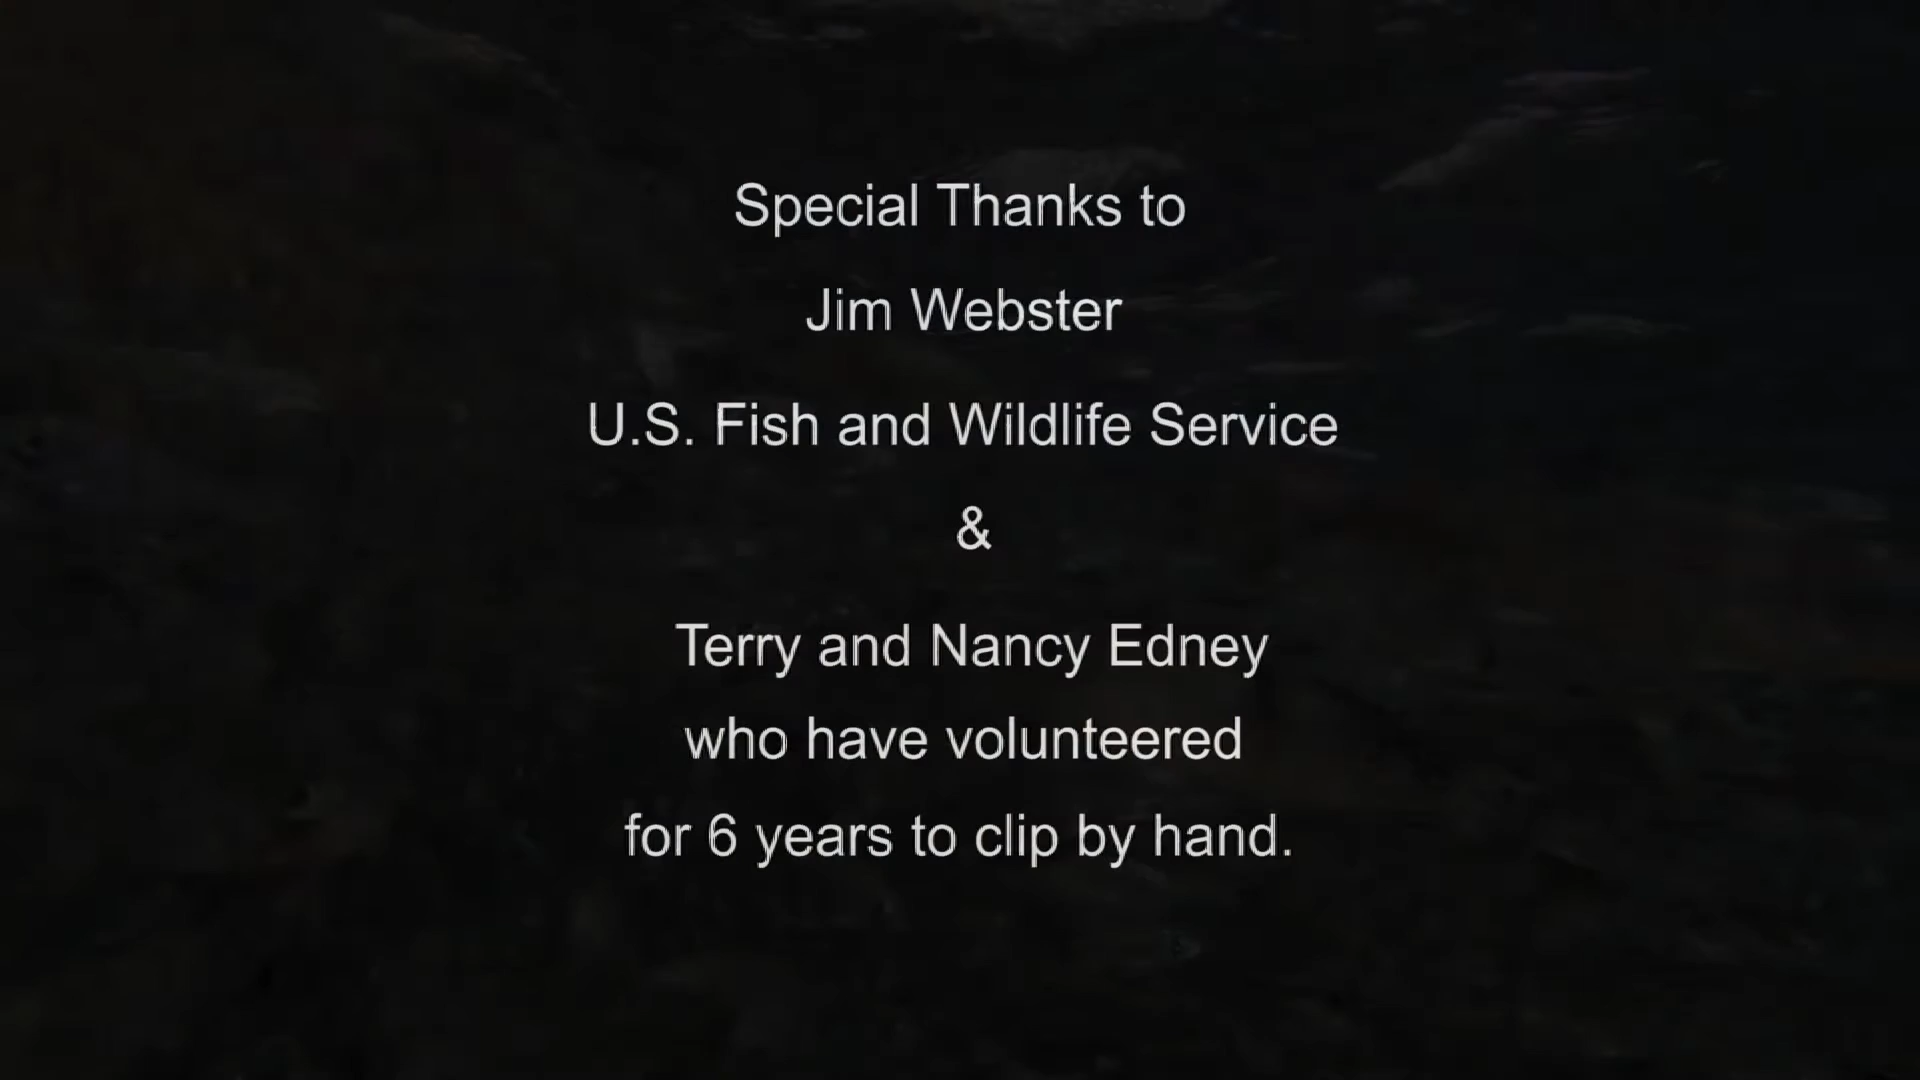 Special Thanks to
Jim Webster
U.S. Fish and Wildlife Service
&
Terry and Nancy Edney
who have volunteered
for 6 years to clip by hand.